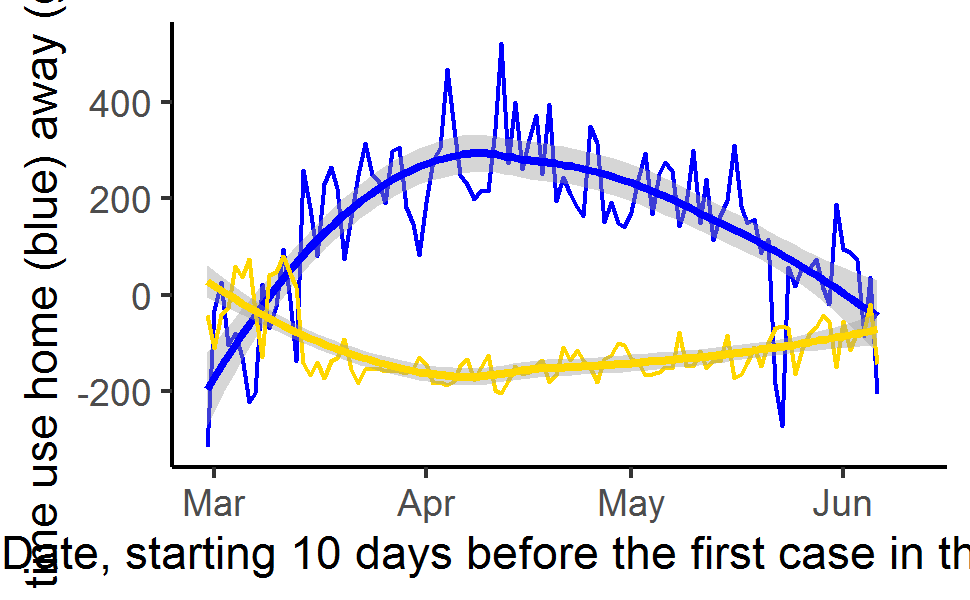 time use home (blue) away (
400
200
0
-200
Mar Apr May Jun
Date, starting 10 days before the first case in th